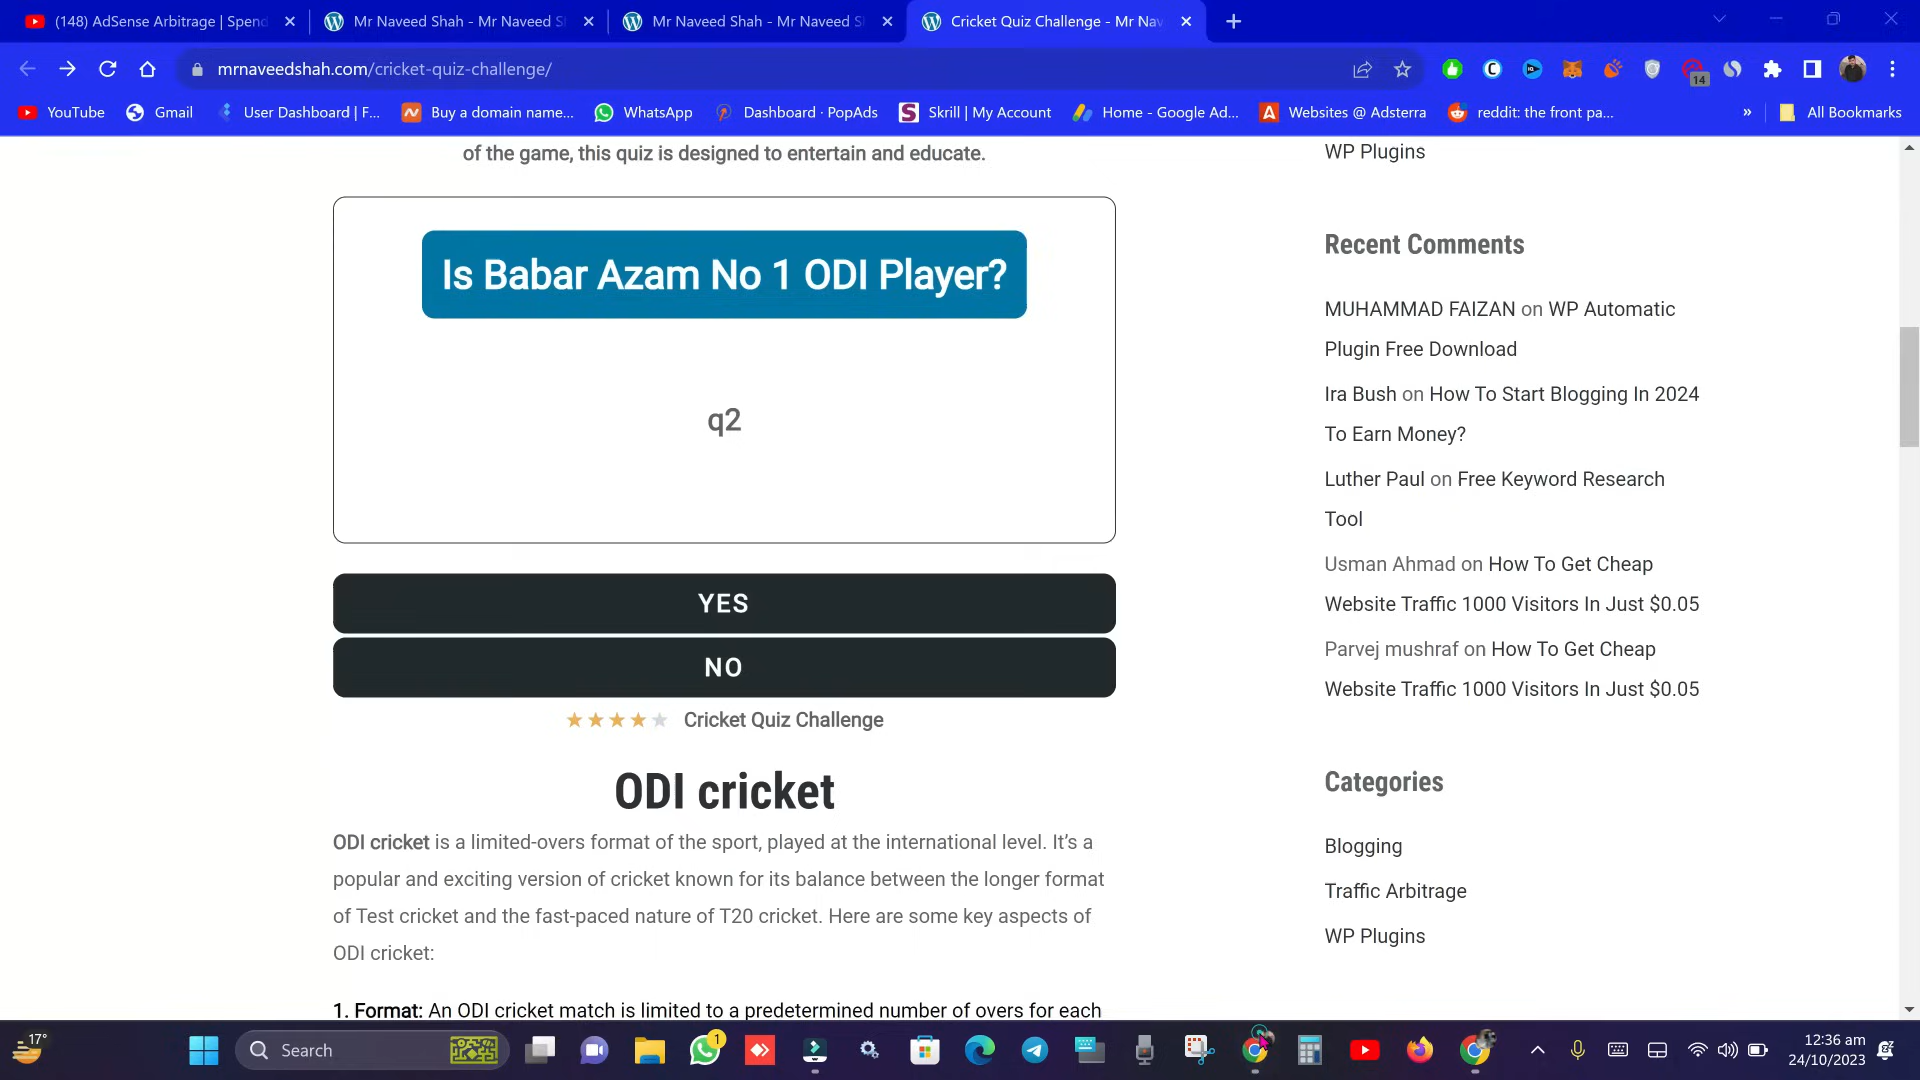 (148) AdSense Arbitrage | Spend
Mr Naveed Shah - Mr Naveed S
Mr Naveed Shah - Mr Naveed S
Cricket Quiz Challenge - Mr Nav
mrnaveedshah.com/cricket-quiz-challenge/
14
YouTube
Gmail
User Dashboard | F...
Buy a domain name...
WhatsApp
Dashboard · PopAds
Skrill | My Account
Home - Google Ad...
Websites @ Adsterra
reddit: the front pa...
»
All Bookmarks
of the game, this quiz is designed to entertain and educate.
Is Babar Azam No 1 ODI Player?
q2
YES
NO
Cricket Quiz Challenge
ODI cricket
ODI cricket is a limited-overs format of the sport, played at the international level. It's a
popular and exciting version of cricket known for its balance between the longer format
of Test cricket and the fast-paced nature of T20 cricket. Here are some key aspects of
ODI cricket:
1. Format: An ODI cricket match is limited to a predetermined number of overs for each
WP Plugins
Recent Comments
MUHAMMAD FAIZAN on WP Automatic
Plugin Free Download
Ira Bush on How To Start Blogging In 2024
To Earn Money?
Luther Paul on Free Keyword Research
Tool
Usman Ahmad on How To Get Cheap
Website Traffic 1000 Visitors In Just $0.05
Parvej mushraf on How To Get Cheap
Website Traffic 1000 Visitors In Just $0.05
Categories
Blogging
Traffic Arbitrage
WP Plugins
17°
Search
1
12:36 am
24/10/2023